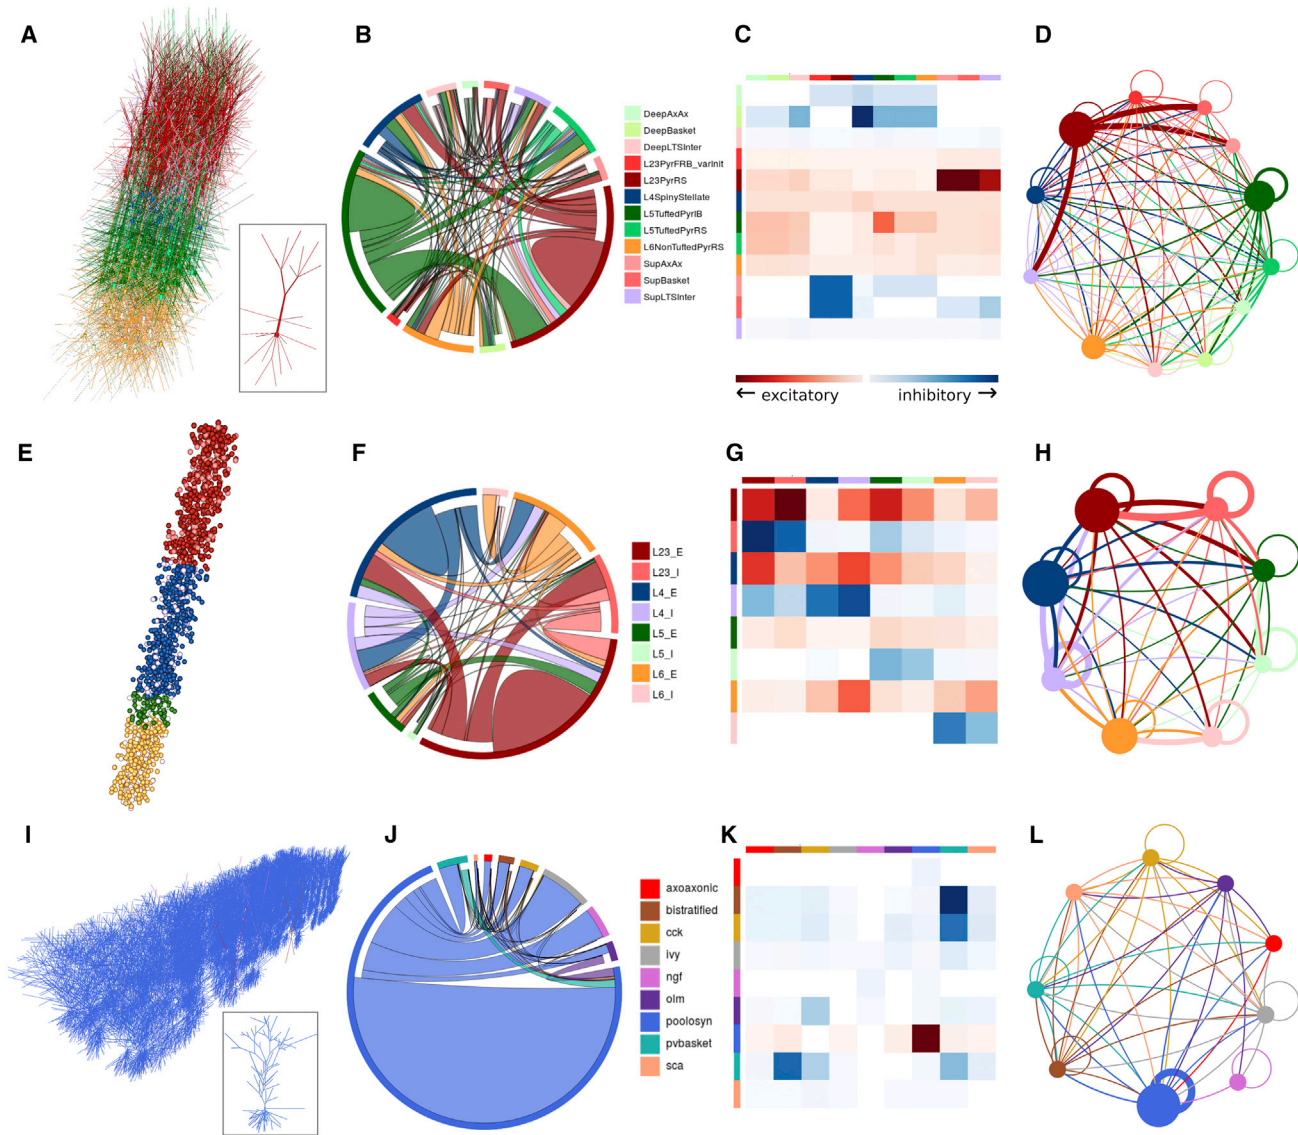 A
B
C
D
DeepAxAx
DeepBasket
DeepLTSInter
L23PyrFRB_varInit
L23PyrRS
L4SpinyStellate
L5TuftedPyrIB
L5TuftedPyrRS
L6NonTuftedPyrRS
SupAxAx
SupBasket
SupLTSInter
← excitatory inhibitory →
E
F
G
H
L23_E
L23_I
L4_E
L4_I
L5_E
L5_I
L6_E
L6_I
I
J
K
L
axoaxonic
bistratified
cck
ivy
ngf
olm
poolosyn
pvbasket
sca